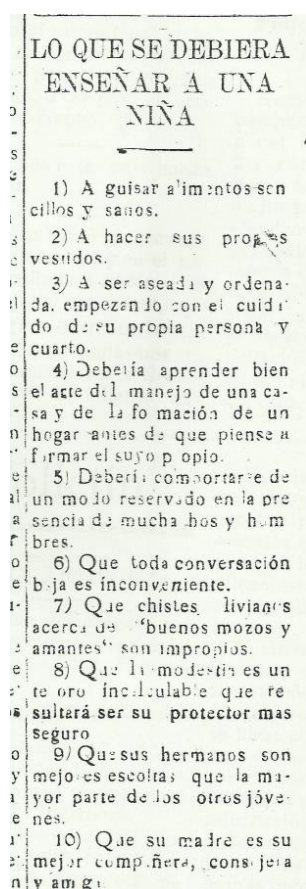 LO QUE SE DEBIERA
ENSEÑAR A UNA
NIÑA
1) A guisar alimentos sen
cillos y sanos.
2) A hacer sus propios
vestidos.
3) A ser aseada y ordena-
da, empezando con el cuida
do de su propia persona y
cuarto.
4) Debería aprender bien
el arte del manejo de una ca-
sa y de la fo mación de un
hogar antes de que piense a
formar el suyo p opio.
5) Debería comportarse de
un modo reservado en la pre
sencia de mucha hos y hom
bres.
6) Que toda conversación
baja es inconveniente.
7) Que chistes livianos
acerca de "buenos mozos y
amantes" son impropios.
8) Que la modestia es un
te oro incalculable que re
sultará ser su protector mas
seguro
9) Que sus hermanos son
mejores escoltas que la ma-
yor parte de los otros jóve-
nes.
10) Que su madre es su
mejor compañera, consejera
y amiga